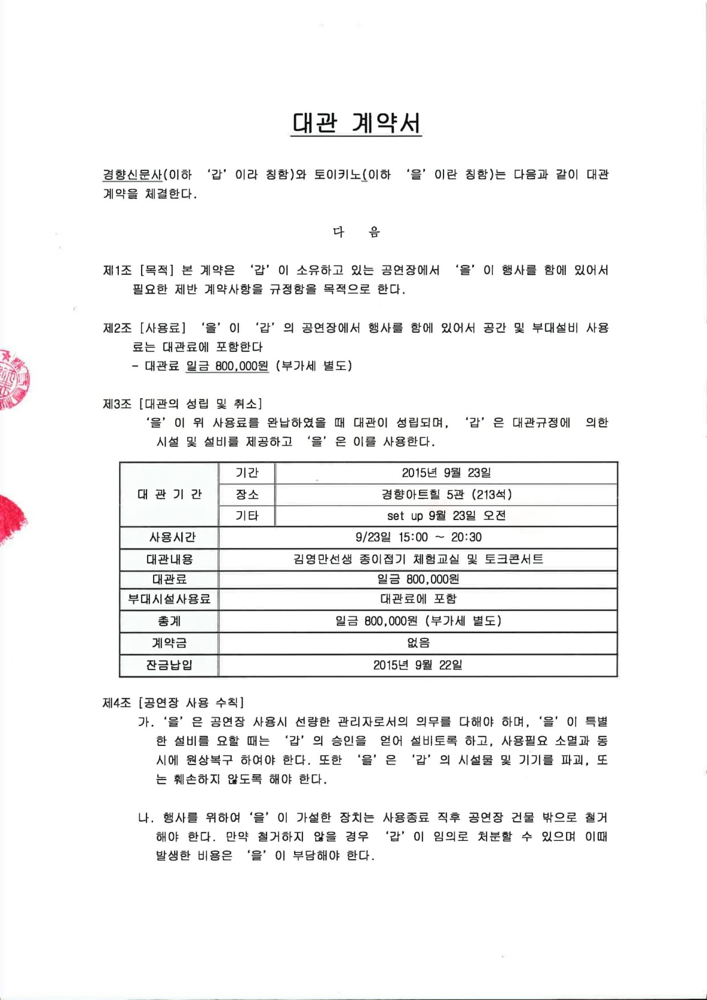 대관 계약서
경향신문사(이하 ‘갑’ 이라 칭함)와 토이키노(이하 ‘을’ 이란 칭함)는 다음과 같이 대관
계약을 체결한다.
다 음
제1조 [목적] 본 계약은 ‘갑’ 이 소유하고 있는 공연장에서 ‘을’ 이 행사를 함에 있어서
필요한 제반 계약사항을 규정함을 목적으로 한다.
제2조 [사용료] ‘을’ 이 ‘갑’ 의 공연장에서 행사를 함에 있어서 공간 및 부대설비 사용
료는 대관료에 포함한다
- 대관료 일금 800,000원 (부가세 별도)
제3조 [대관의 성립 및 취소]
‘을’ 이 위 사용료를 완납하였을 때 대관이 성립되며, ‘갑’ 은 대관규정에 의한
시설 및 설비를 제공하고 ‘을’ 은 이를 사용한다.
대 관 기 간 기간 2015년 9월 23일
장소 경향아트힐 5관 (213석)
기타 set up 9월 23일 오전
사용시간 9/23일 15:00 ~ 20:30
대관내용 김영만선생 종이접기 체험교실 및 토크콘서트
대관료 일금 800,000원
부대시설사용료 대관료에 포함
총계 일금 800,000원 (부가세 별도)
계약금 없음
잔금납입 2015년 9월 22일
제4조 [공연장 사용 수칙]
가. ‘을’ 은 공연장 사용시 선량한 관리자로서의 의무를 다해야 하며, ‘을’ 이 특별
한 설비를 요할 때는 ‘갑’ 의 승인을 얻어 설비토록 하고, 사용필요 소멸과 동
시에 원상복구 하여야 한다. 또한 ‘을’ 은 ‘갑’ 의 시설물 및 기기를 파괴, 또
는 훼손하지 않도록 해야 한다.
나. 행사를 위하여 ‘을’ 이 가설한 장치는 사용종료 직후 공연장 건물 밖으로 철거
해야 한다. 만약 철거하지 않을 경우 ‘갑’ 이 임의로 처분할 수 있으며 이때
발생한 비용은 ‘을’ 이 부담해야 한다.